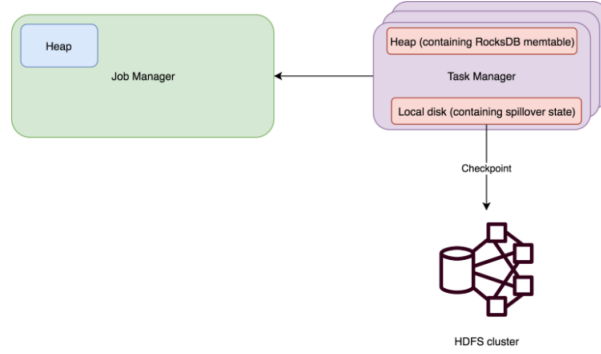 Heap
Job Manager
Heap (containing RocksDB memtable)
Task Manager
Local disk (containing spillover state)
Checkpoint
HDFS cluster